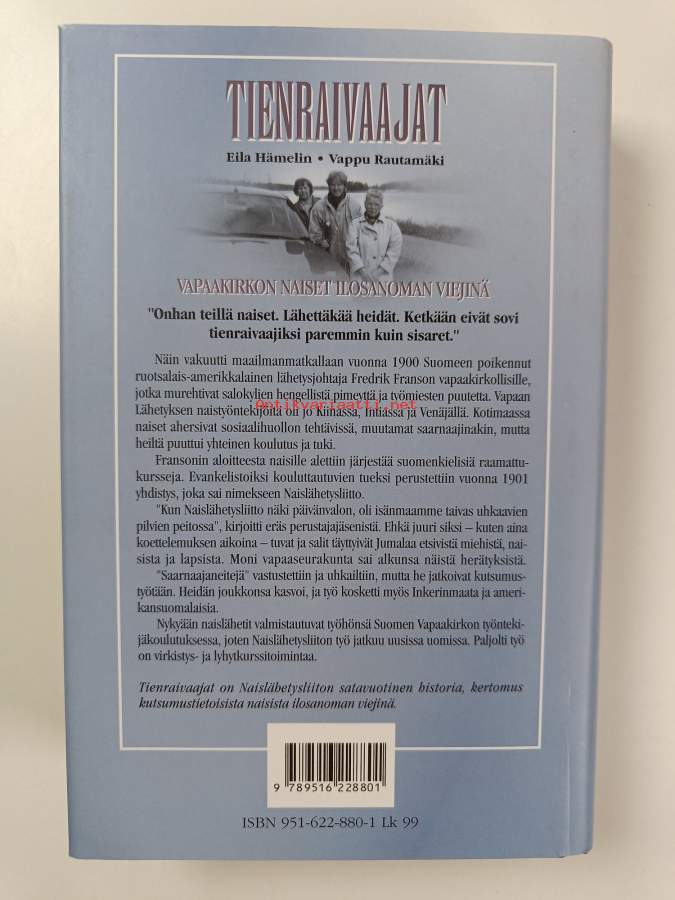 TIENRAIVAAJAT
Eila Hämelin • Vappu Rautamäki
VAPAAKIRKON NAISET ILOSANOMAN VIEJINÄ
"Onhan teillä naiset. Lähettäkää heidät. Ketkään eivät sovi
tienraivaajiksi paremmin kuin sisaret."
Näin vakuutti maailmanmatkallaan vuonna 1900 Suomeen poikennut
ruotsalais-amerikkalainen lähetysjohtaja Fredrik Franson vapaakirkollisille,
jotka murehtivat salokylien hengellistä pimeyttä ja työmiesten puutetta. Vapaan
Lähetyksen naistyöntekijöitä oli jo Kiinassa, Intiassa ja Venäjällä. Kotimaassa
Antikvariaatti.net
naiset ahersivat sosiaalihuollon tehtävissä, muutamat saarnaajinakin, mutta
heiltä puuttui yhteinen koulutus ja tuki.
Fransonin aloitteesta naisille alettiin järjestää suomenkielisiä raamattu-
kursseja. Evankelistoiksi kouluttautuvien tueksi perustettiin vuonna 1901
yhdistys, joka sai nimekseen Naislähetysliitto.
"Kun Naislähetysliitto näki päivänvalon, oli isänmaamme taivas uhkaavien
pilvien peitossa", kirjoitti eräs perustajajäsenistä. Ehkä juuri siksi – kuten aina
koettelemuksen aikoina – tuvat ja salit täyttyivät Jumalaa etsivistä miehistä, nai-
sista ja lapsista. Moni vapaaseurakunta sai alkunsa näistä herätyksistä.
"Saarnaajaneitejä" vastustettiin ja uhkailtiin, mutta he jatkoivat kutsumus-
työtään. Heidän joukkonsa kasvoi, ja työ kosketti myös Inkerinmaata ja ameri-
kansuomalaisia.
Nykyään naislähetit valmistautuvat työhönsä Suomen Vapaakirkon työnteki-
jäkoulutuksessa, joten Naislähetysliiton työ jatkuu uusissa uomissa. Paljolti työ
on virkistys- ja lyhytkurssitoimintaa.
Tienraivaajat on Naislähetysliiton satavuotinen historia, kertomus
kutsumustietoisista naisista ilosanoman viejinä.
9 789516 228801
ISBN 951-622-880-1 Lk 99